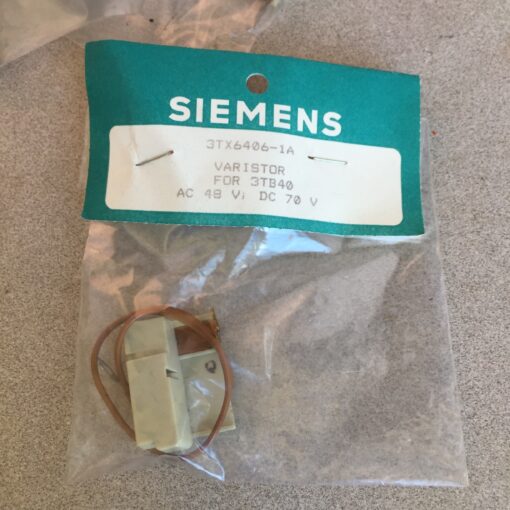 SIEMENS
3TX6406-1A
VARISTOR
FOR 3TB40
AC 48 V; DC 70 V